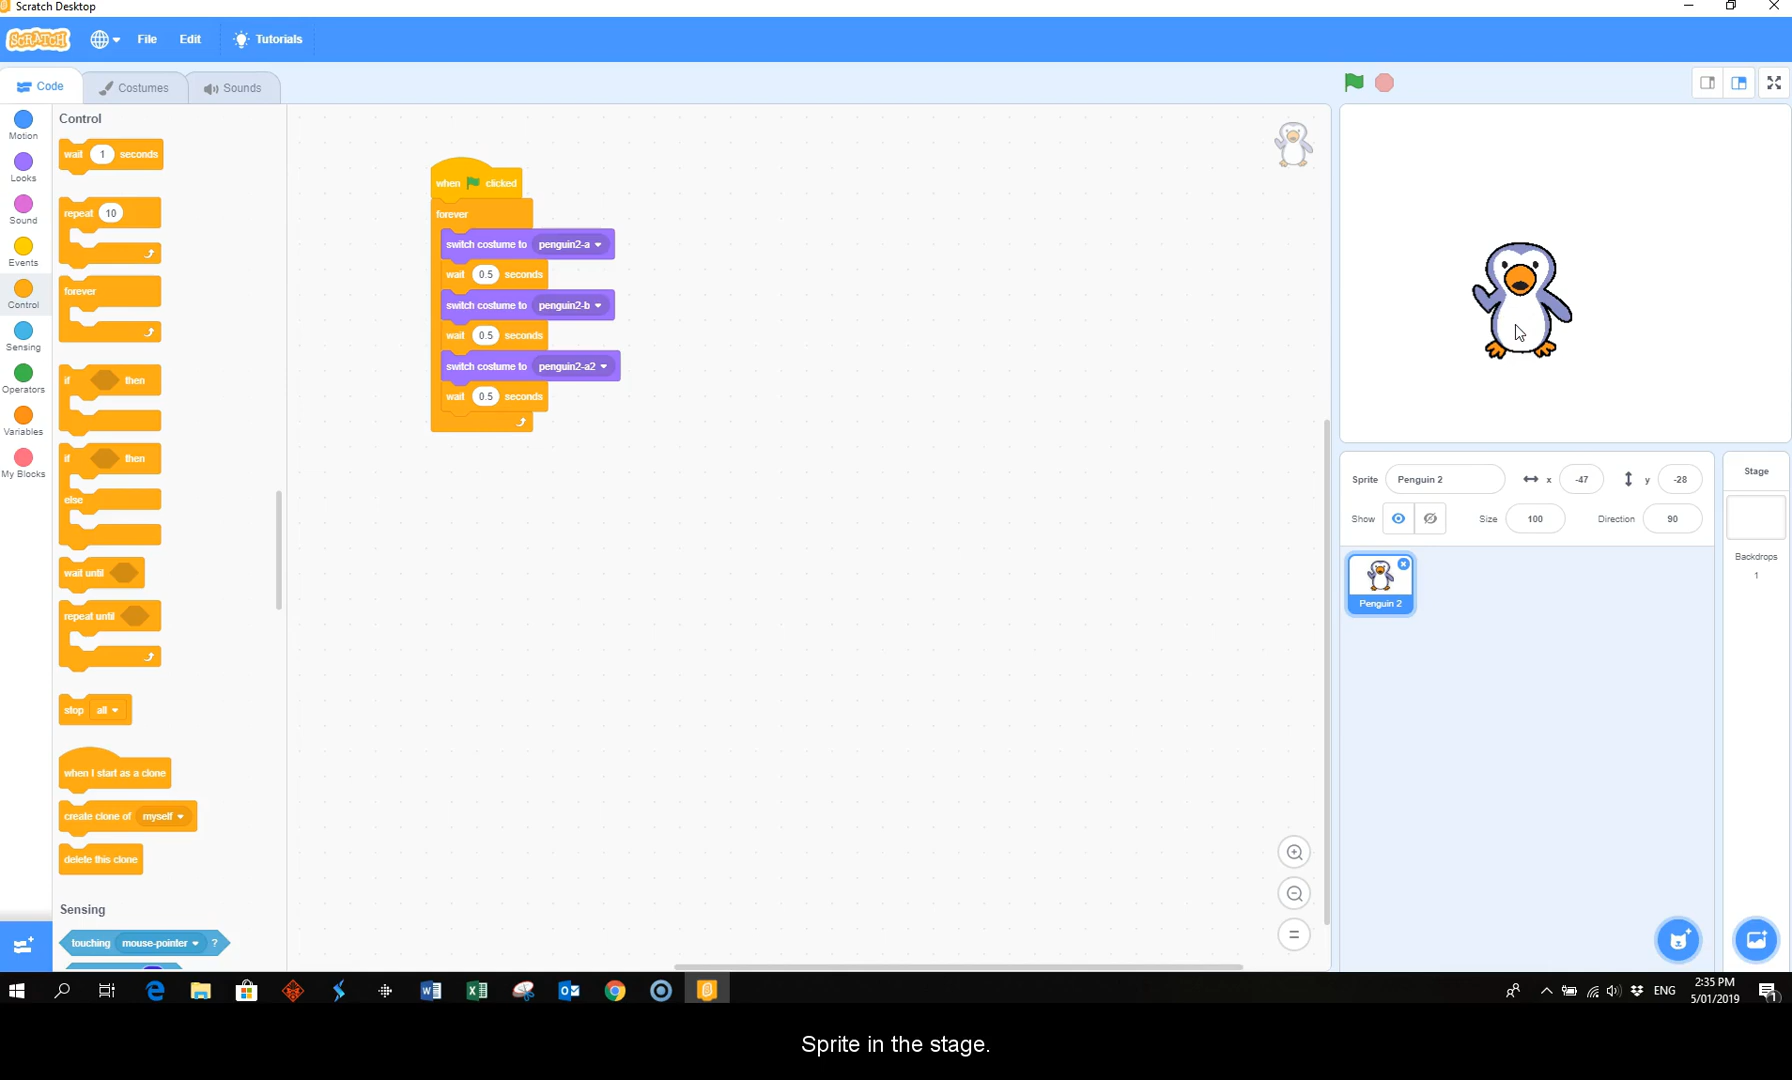 Scratch Desktop
SCRATCH
File
Edit
Tutorials
Code
Costumes
Sounds
Motion
Looks
Sound
Events
Control
Sensing
Operators
Variables
My Blocks
Control
wait 1 seconds
repeat 10
forever
if then
if then
else
wait until
repeat until
stop all
when I start as a clone
create clone of myself
delete this clone
Sensing
touching mouse-pointer ?
when clicked
forever
switch costume to penguin2-a
wait 0.5 seconds
switch costume to penguin2-b
wait 0.5 seconds
switch costume to penguin2-a2
wait 0.5 seconds
Sprite Penguin 2 x -47 y -28
Show Size 100 Direction 90
Penguin 2
Stage
Backdrops
1
ENG
2:35 PM
5/01/2019
1
Sprite in the stage.